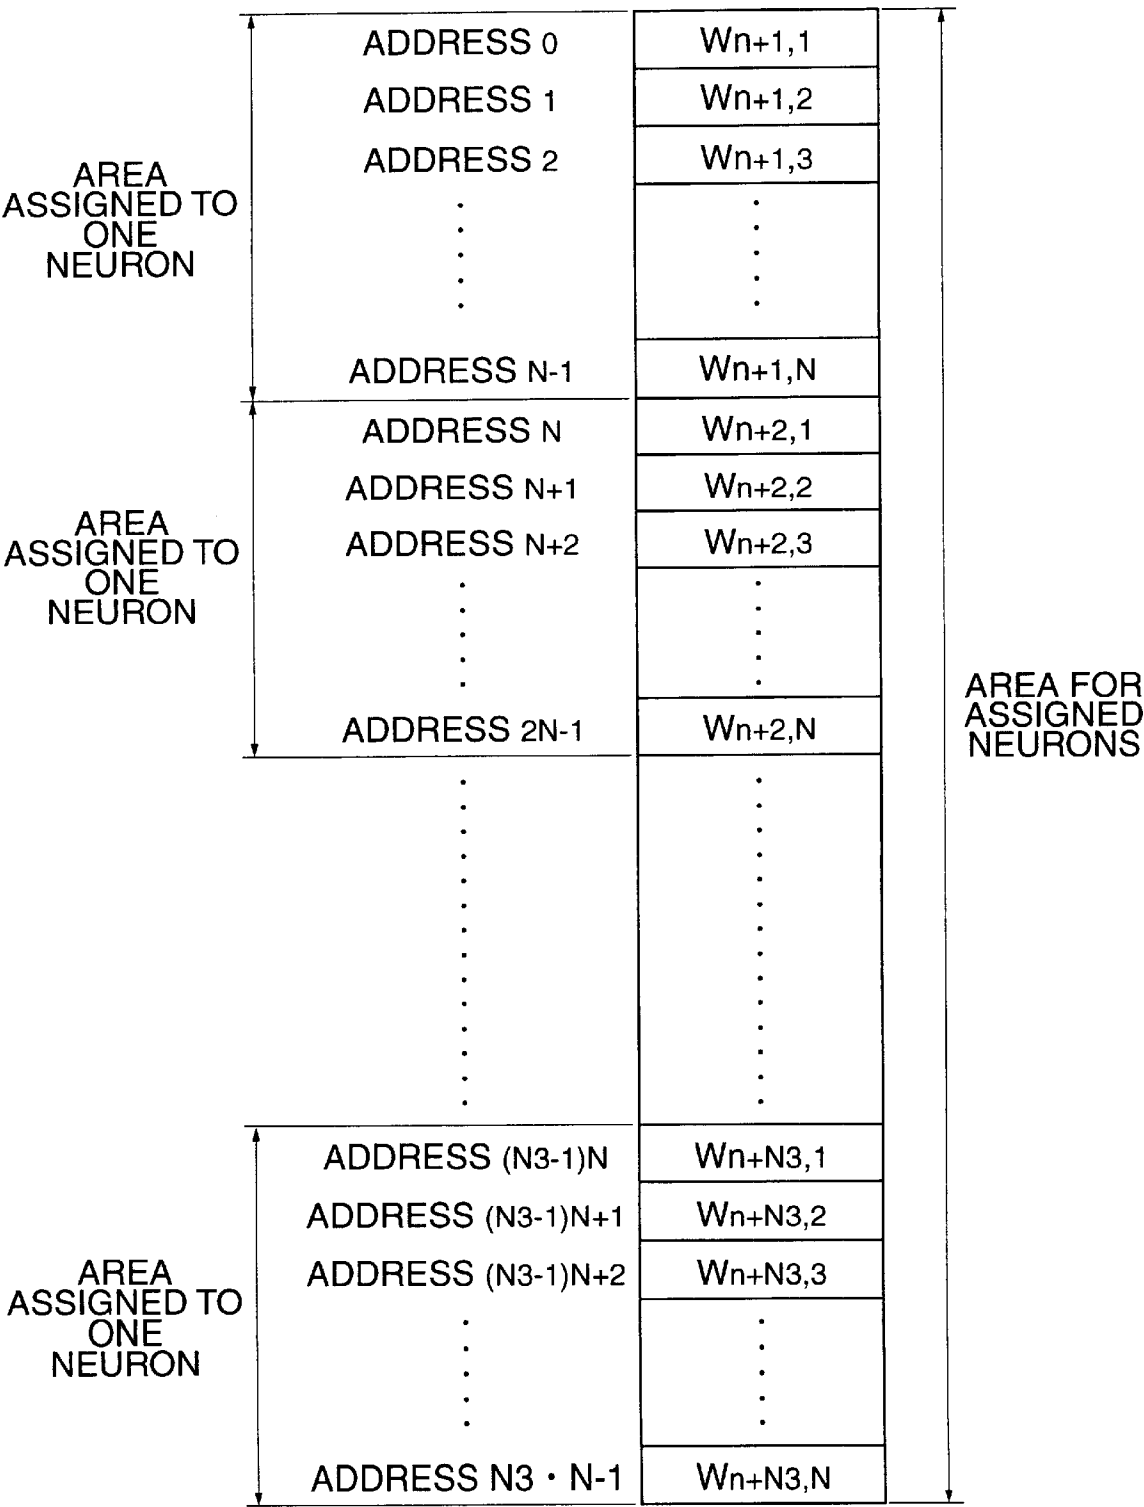 ADDRESS 0 Wn+1,1
ADDRESS 1 Wn+1,2
ADDRESS 2 Wn+1,3
AREA
ASSIGNED TO
ONE
NEURON
ADDRESS N-1 Wn+1,N
ADDRESS N Wn+2,1
ADDRESS N+1 Wn+2,2
ADDRESS N+2 Wn+2,3
AREA
ASSIGNED TO
ONE
NEURON
ADDRESS 2N-1 Wn+2,N
AREA FOR
ASSIGNED
NEURONS
ADDRESS (N3-1)N Wn+N3,1
ADDRESS (N3-1)N+1 Wn+N3,2
ADDRESS (N3-1)N+2 Wn+N3,3
AREA
ASSIGNED TO
ONE
NEURON
ADDRESS N3・N-1 Wn+N3,N